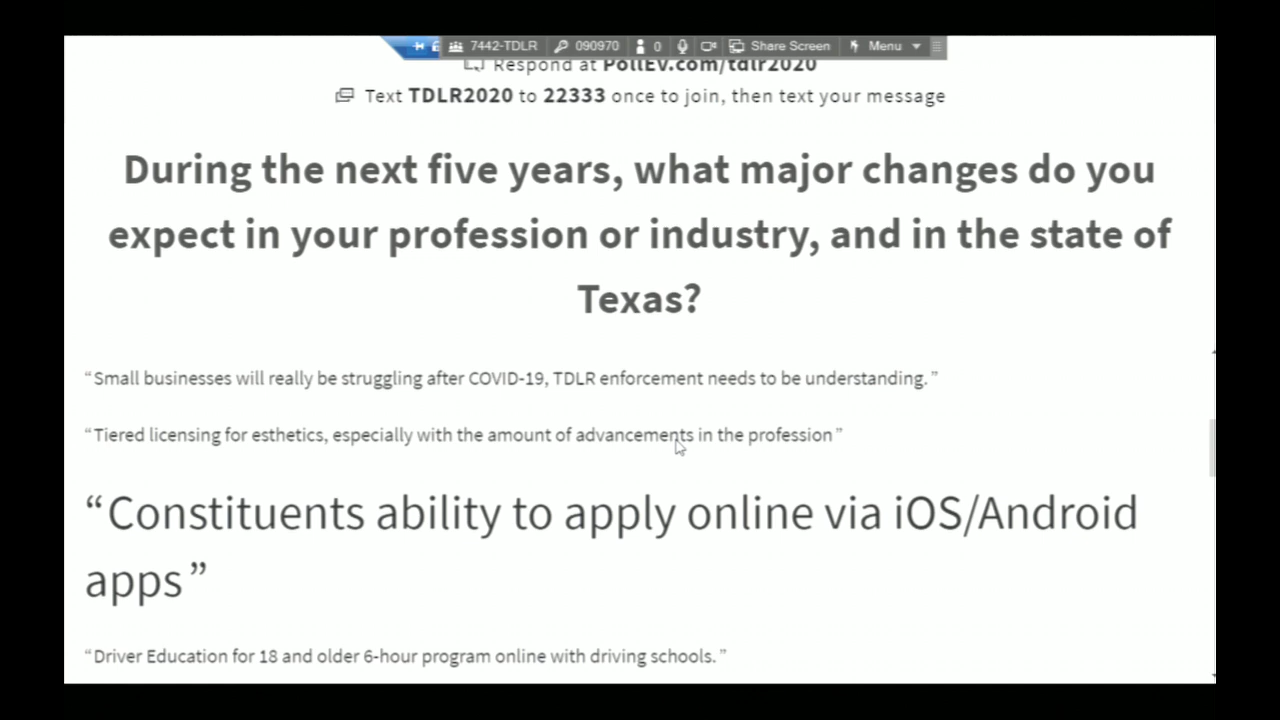 7442-TDLR 090970 0 Share Screen Menu
Respond at PollEv.com/tdlr2020
Text TDLR2020 to 22333 once to join, then text your message
During the next five years, what major changes do you
expect in your profession or industry, and in the state of
Texas?
“Small businesses will really be struggling after COVID-19, TDLR enforcement needs to be understanding.”
“Tiered licensing for esthetics, especially with the amount of advancements in the profession”
“Constituents ability to apply online via iOS/Android
apps”
“Driver Education for 18 and older 6-hour program online with driving schools.”